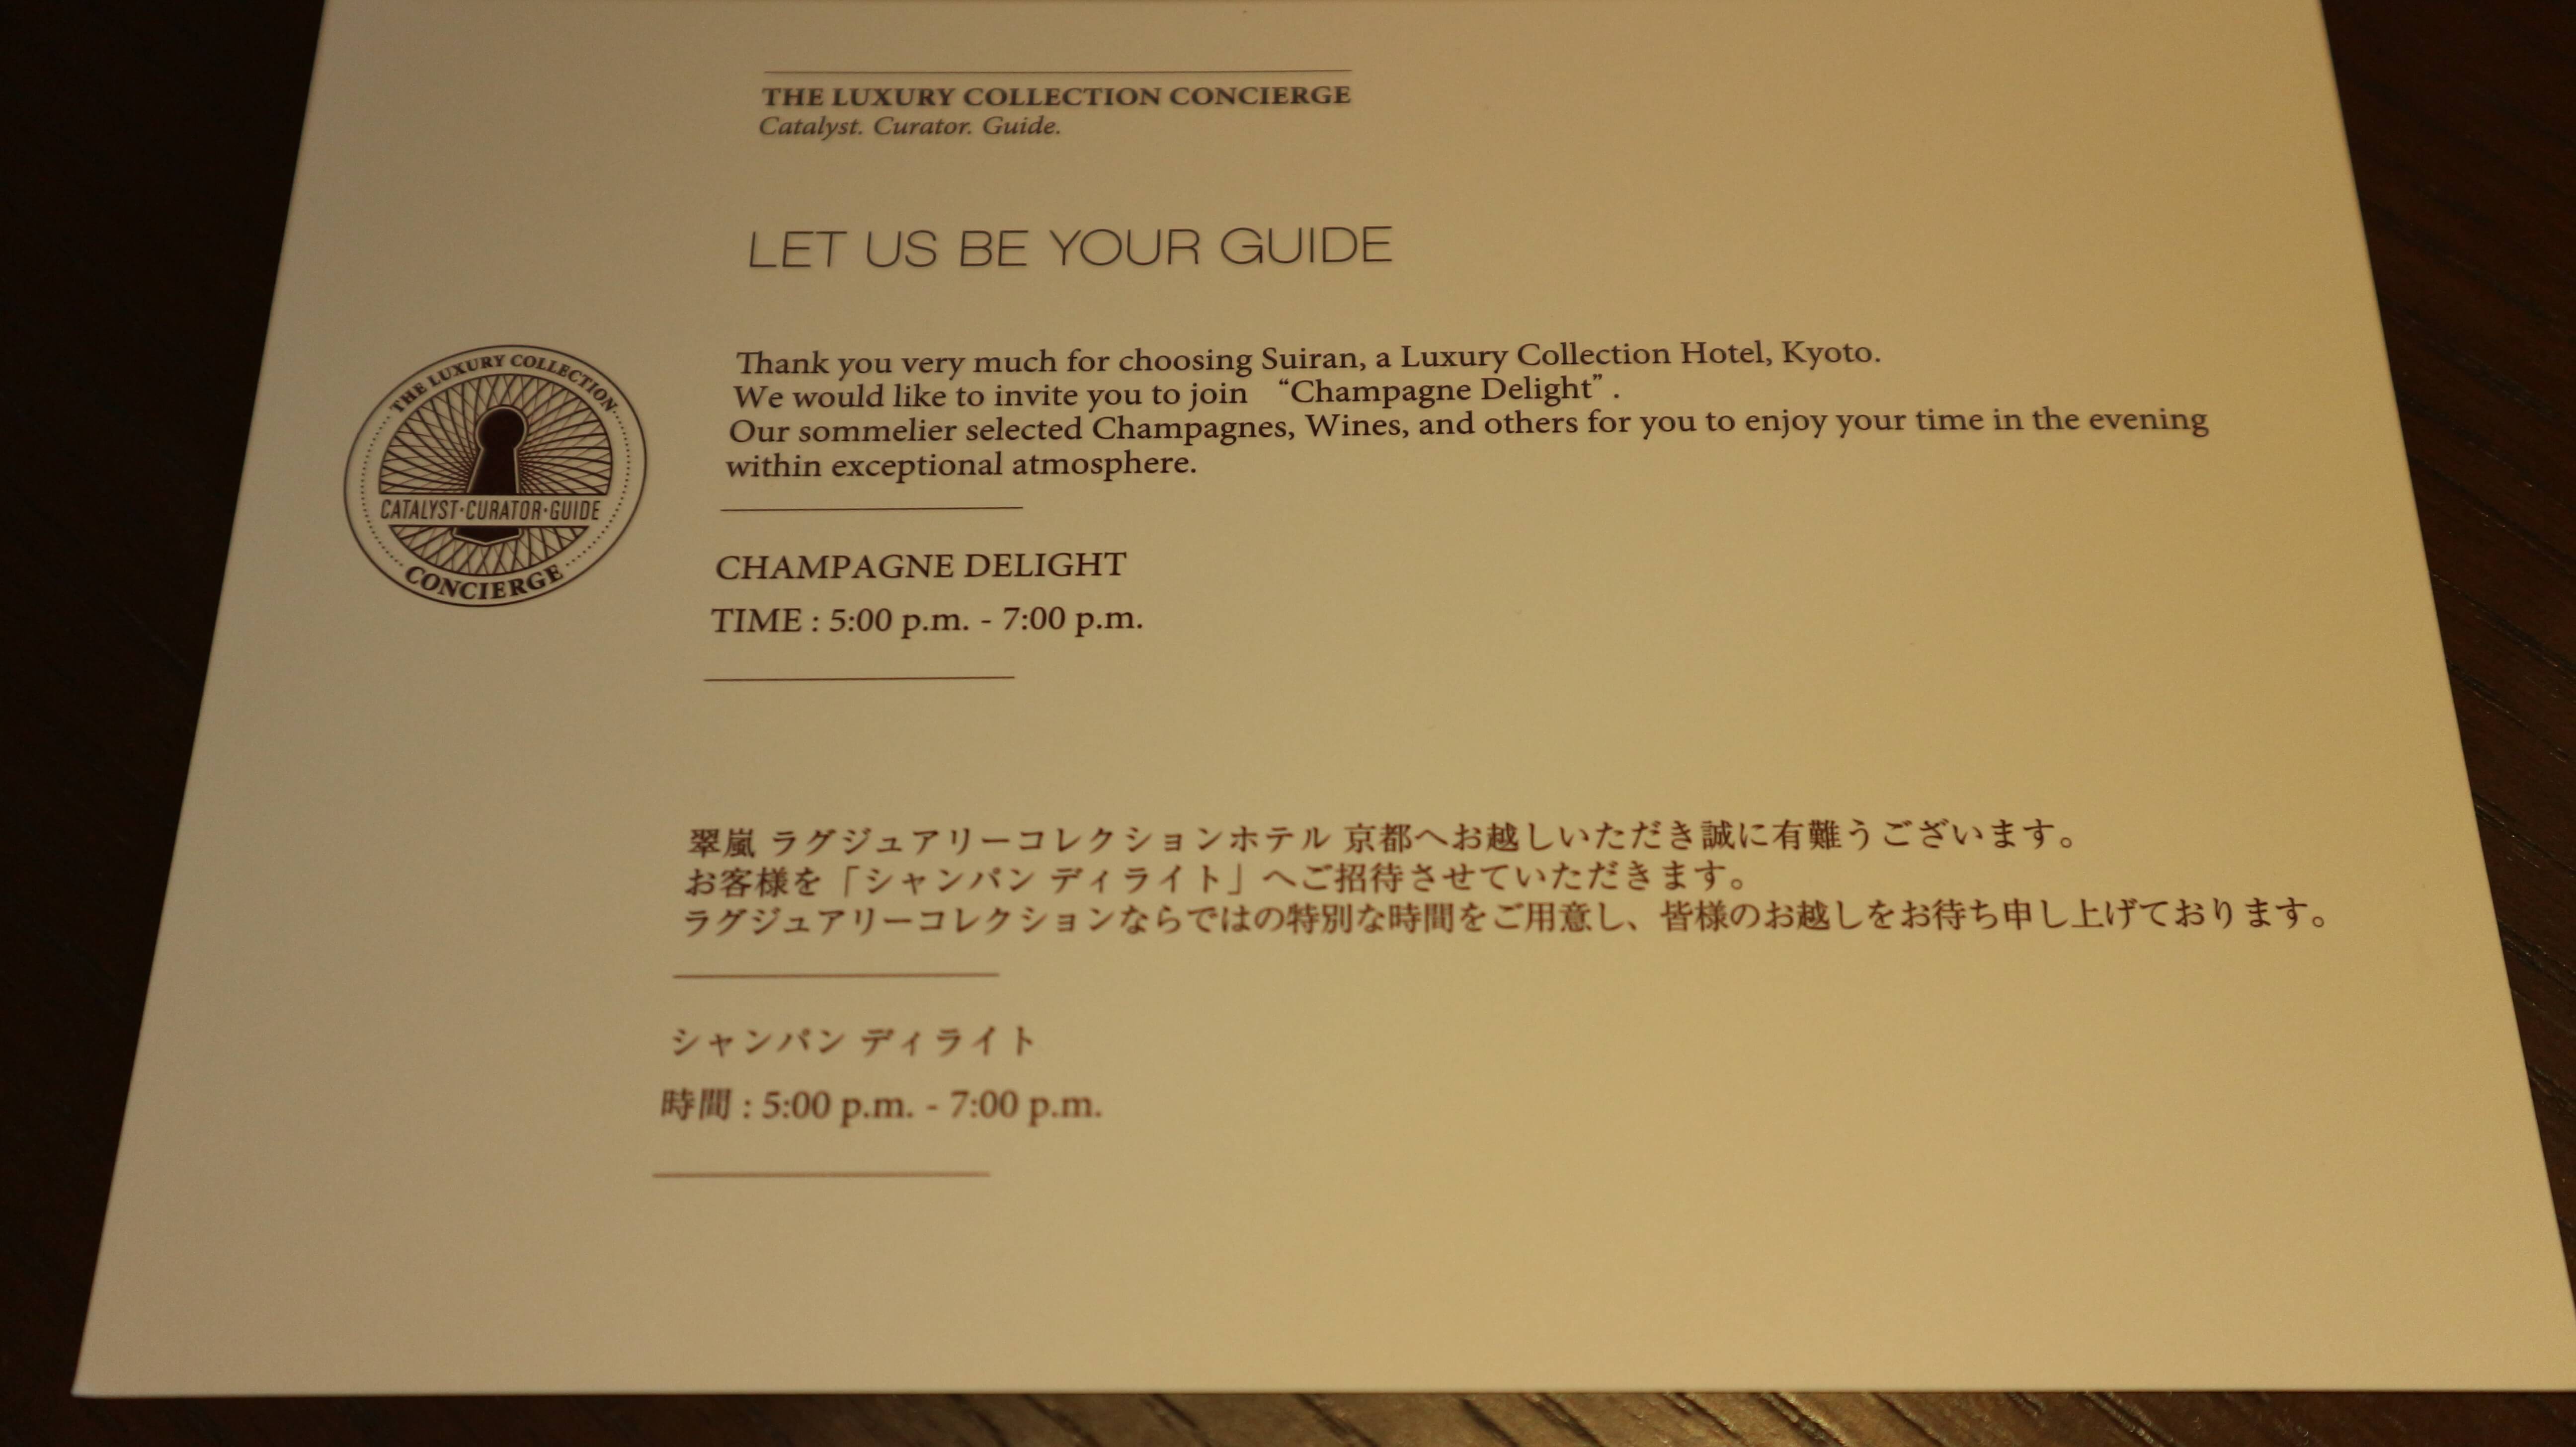 THE LUXURY COLLECTION CONCIERGE
Catalyst. Curator. Guide.
LET US BE YOUR GUIDE
THE LUXURY COLLECTION
CATALYST·CURATOR·GUIDE
CONCIERGE
Thank you very much for choosing Suiran, a Luxury Collection Hotel, Kyoto.
We would like to invite you to join “Champagne Delight”.
Our sommelier selected Champagnes, Wines, and others for you to enjoy your time in the evening
within exceptional atmosphere.
CHAMPAGNE DELIGHT
TIME : 5:00 p.m. - 7:00 p.m.
翠嵐 ラグジュアリーコレクションホテル 京都へお越しいただき誠に有難うございます。
お客様を「シャンパン ディライト」へご招待させていただきます。
ラグジュアリーコレクションならではの特別な時間をご用意し、皆様のお越しをお待ち申し上げております。
シャンパン ディライト
時間 : 5:00 p.m. - 7:00 p.m.